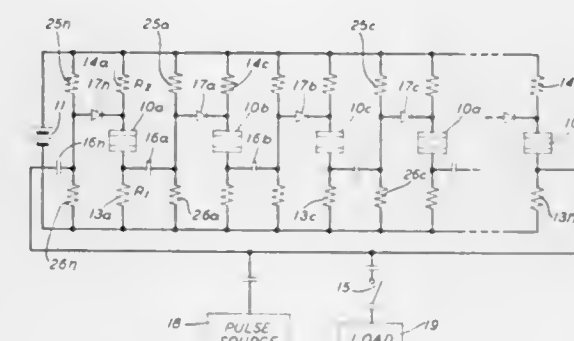 25n 25a 25c
14a 14c 14
17n R2 17a 17b 17c
11 10a 10b 10c 10a 10
16n 16a 16b
R1
13a 26a 13c 26c 13n
26n
15
18 PULSE SOURCE LOAD 19